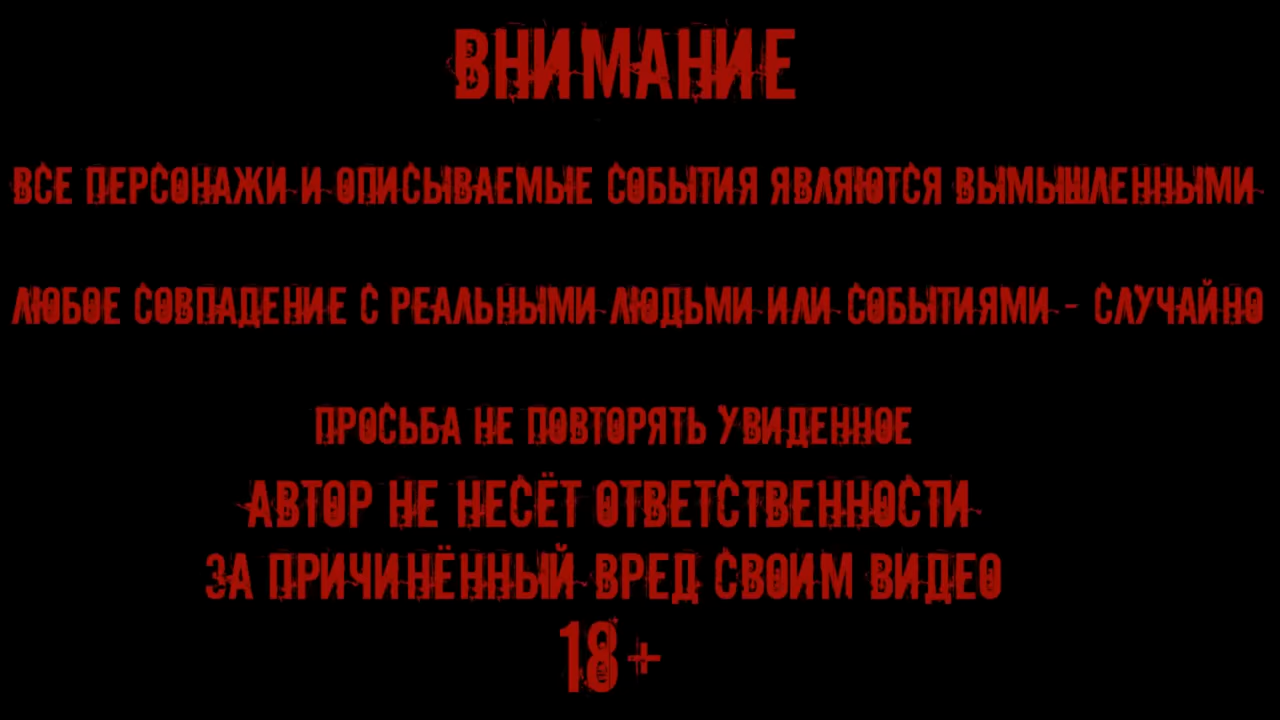 ВНИМАНИЕ
ВСЕ ПЕРСОНАЖИ И ОПИСЫВАЕМЫЕ СОБЫТИЯ ЯВЛЯЮТСЯ ВЫМЫШЛЕННЫМИ
ЛЮБОЕ СОВПАДЕНИЕ С РЕАЛЬНЫМИ ЛЮДЬМИ ИЛИ СОБЫТИЯМИ - СЛУЧАЙНО
ПРОСЬБА НЕ ПОВТОРЯТЬ УВИДЕННОЕ
АВТОР НЕ НЕСЁТ ОТВЕТСТВЕННОСТИ
ЗА ПРИЧИНЁННЫЙ ВРЕД СВОИМ ВИДЕО
18+